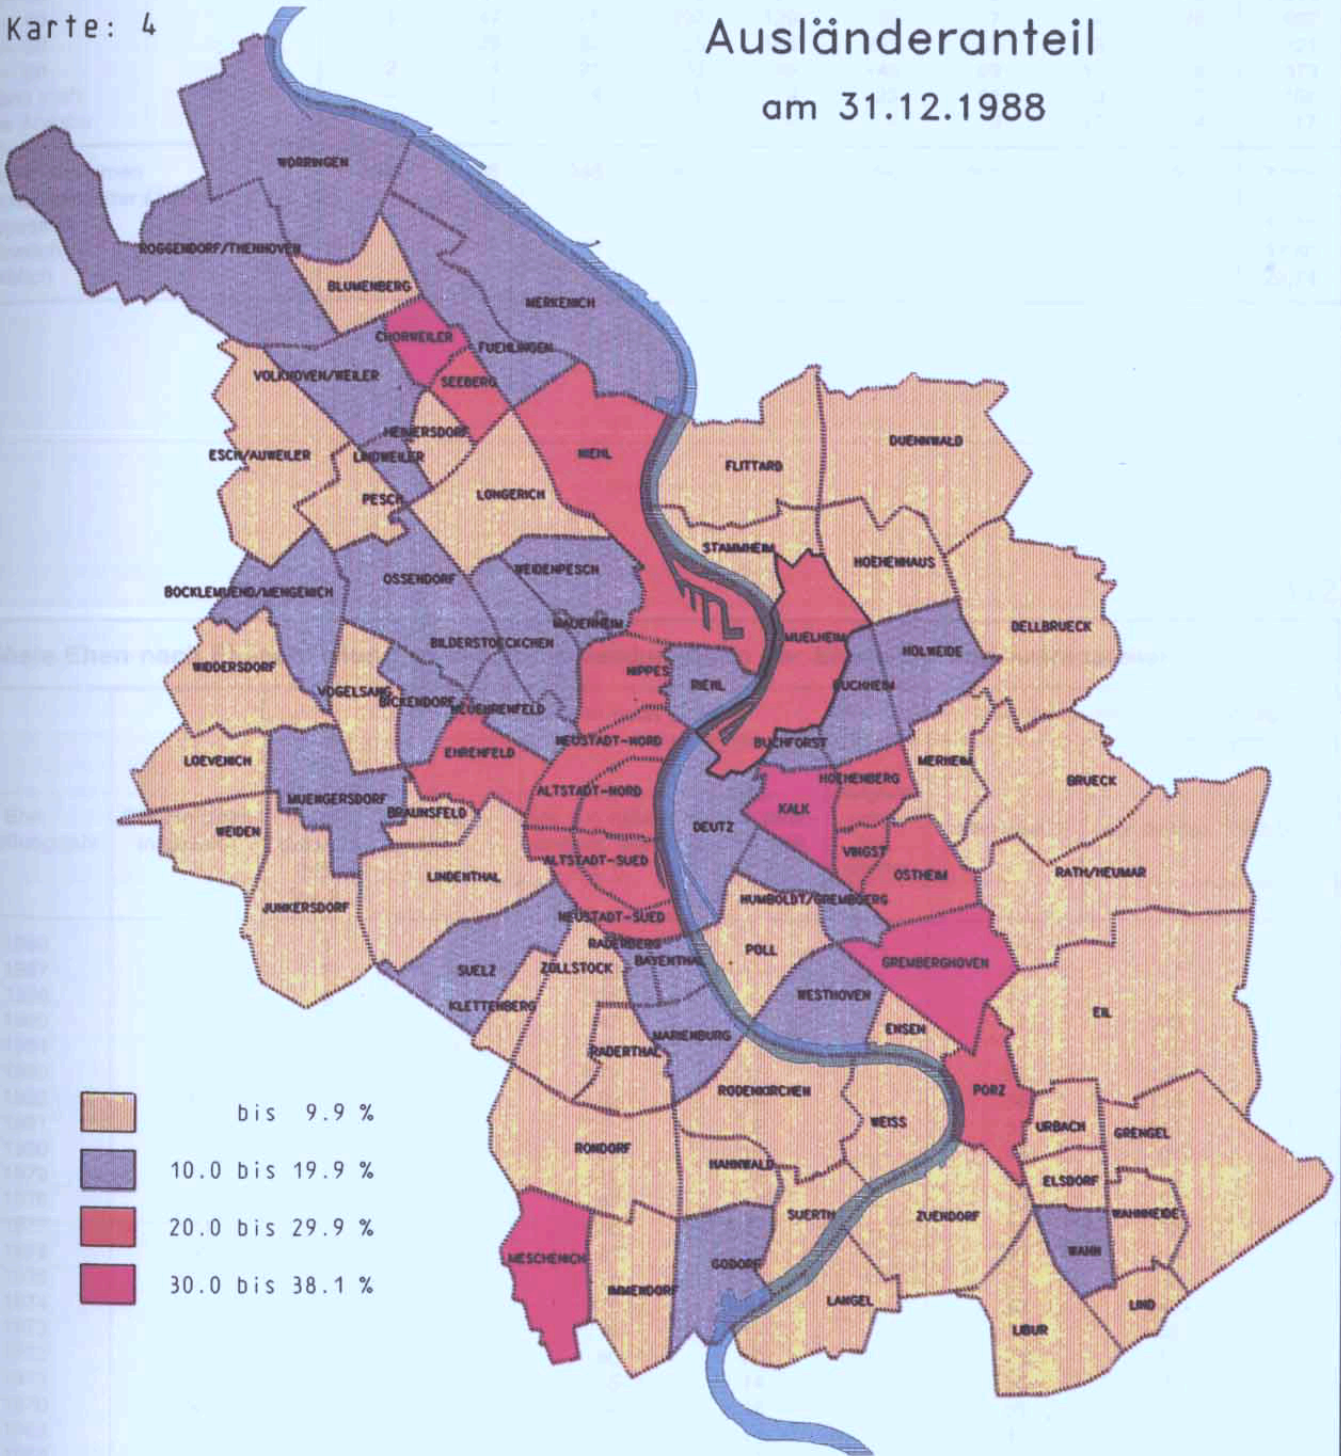 Karte: 4
Ausländeranteil
am 31.12.1988
WORRINGEN
ROGGENDORF/THENHOVEN
BLUMENBERG
MERKENICH
CHORWEILER
FUEHLINGEN
VOLKHOVEN/WEILER
SEEBERG
HEIMERSDORF
ESCH/AUWEILER
LINDWEILER
NIEHL
DUENNWALD
FLITTARD
PESCH
LONGERICH
STAMMHEIM
HOEHENHAUS
WEIDENPESCH
OSSENDORF
BOCKLEMUEND/MENGENICH
MAUENHEIM
DELLBRUECK
MUELHEIM
BILDERSTOECKCHEN
HOLWEIDE
WIDDERSDORF
NIPPES
RIEHL
BUCHHEIM
VOGELSANG
BICKENDORF
NEUEHRENFELD
NEUSTADT-NORD
BUCHFORST
EHRENFELD
LOEVENICH
MERHEIM
HOEHENBERG
BRUECK
ALTSTADT-NORD
MUENGERSDORF
BRAUNSFELD
KALK
DEUTZ
WEIDEN
VINGST
ALTSTADT-SUED
LINDENTHAL
OSTHEIM
RATH/HEUMAR
HUMBOLDT/GREMBERG
JUNKERSDORF
NEUSTADT-SUED
RADERBERG
POLL
BAYENTHAL
GREMBERGHOVEN
SUELZ
ZOLLSTOCK
WESTHOVEN
KLETTENBERG
EIL
ENSEN
MARIENBURG
RADERTHAL
RODENKIRCHEN
PORZ
WEISS
URBACH
GRENGEL
RONDORF
HAHNWALD
ELSDORF
SUERTH
ZUENDORF
WAHNHEIDE
WAHN
MESCHENICH
GODORF
IMMENDORF
LANGEL
LIND
LIBUR
bis 9.9 %
10.0 bis 19.9 %
20.0 bis 29.9 %
30.0 bis 38.1 %